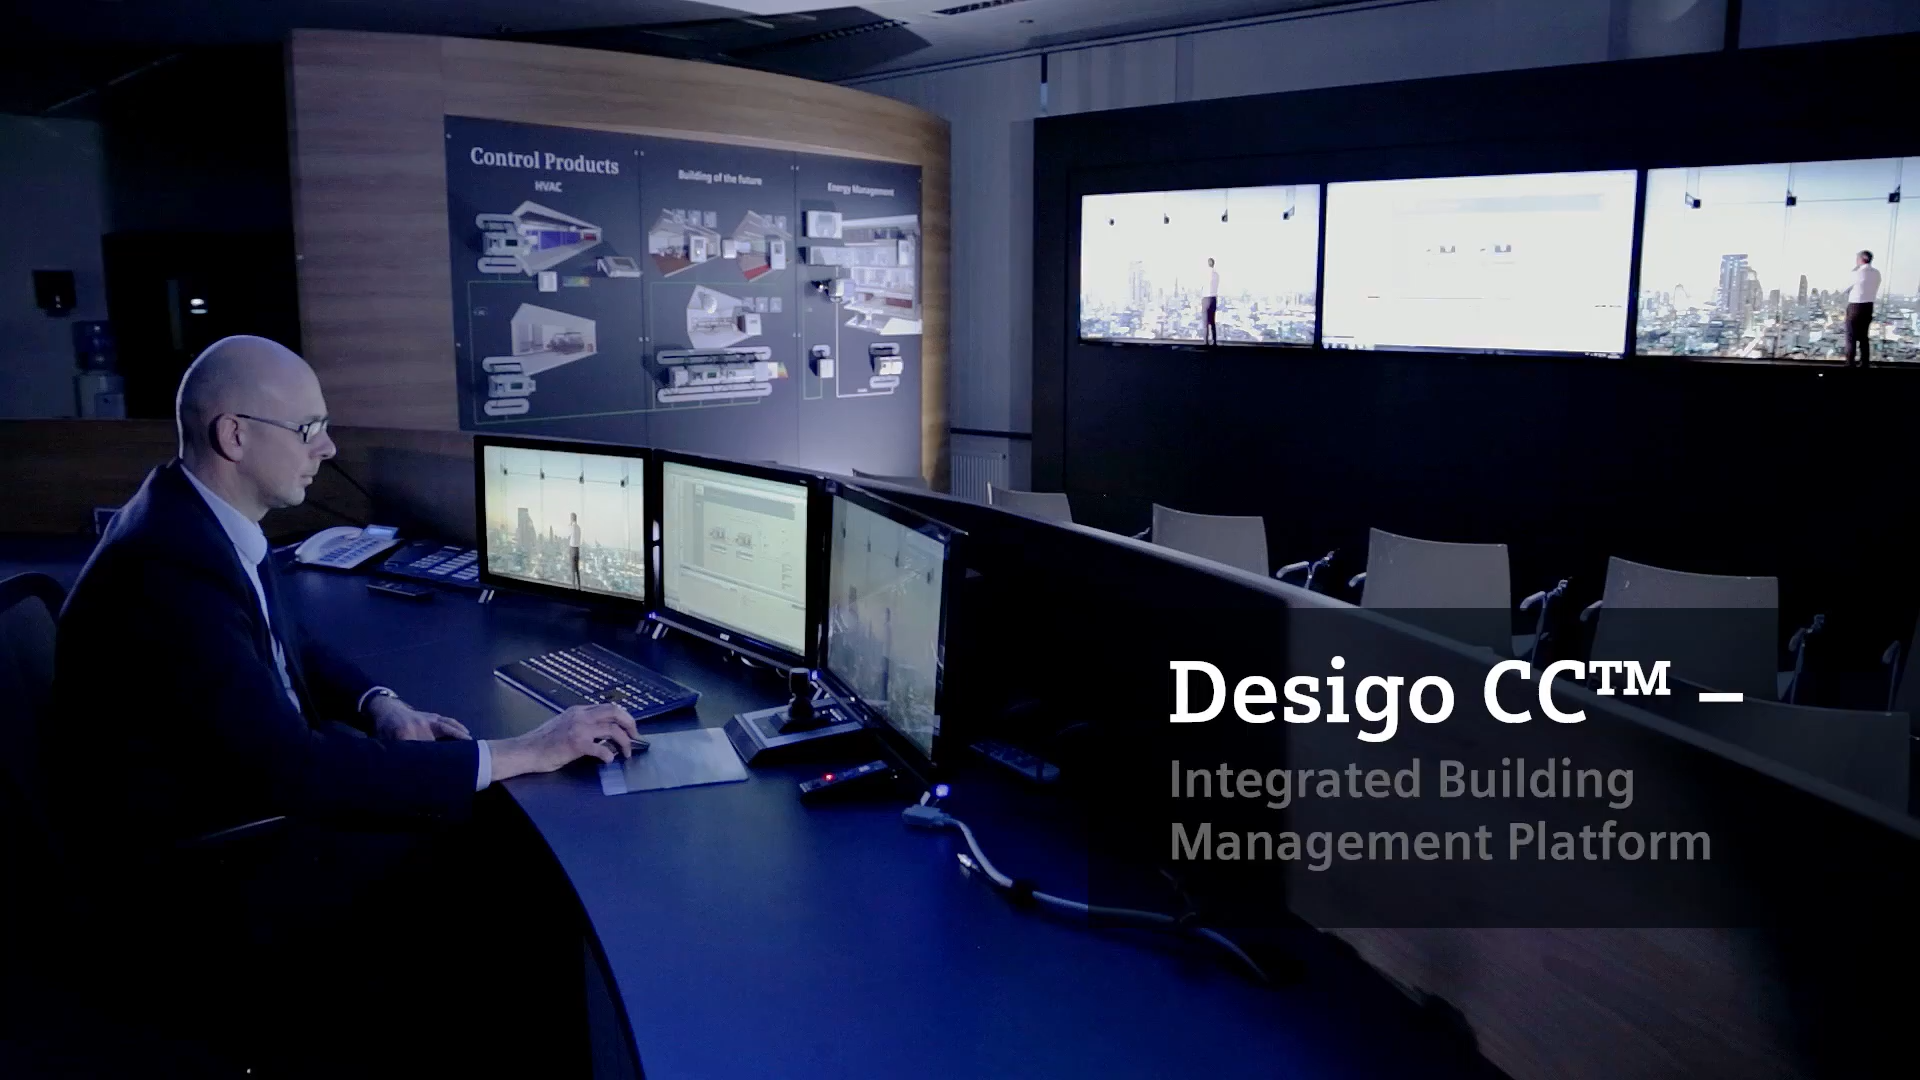 Control Products
HVAC
Building of the future
Energy Management
Desigo CC™ –
Integrated Building
Management Platform